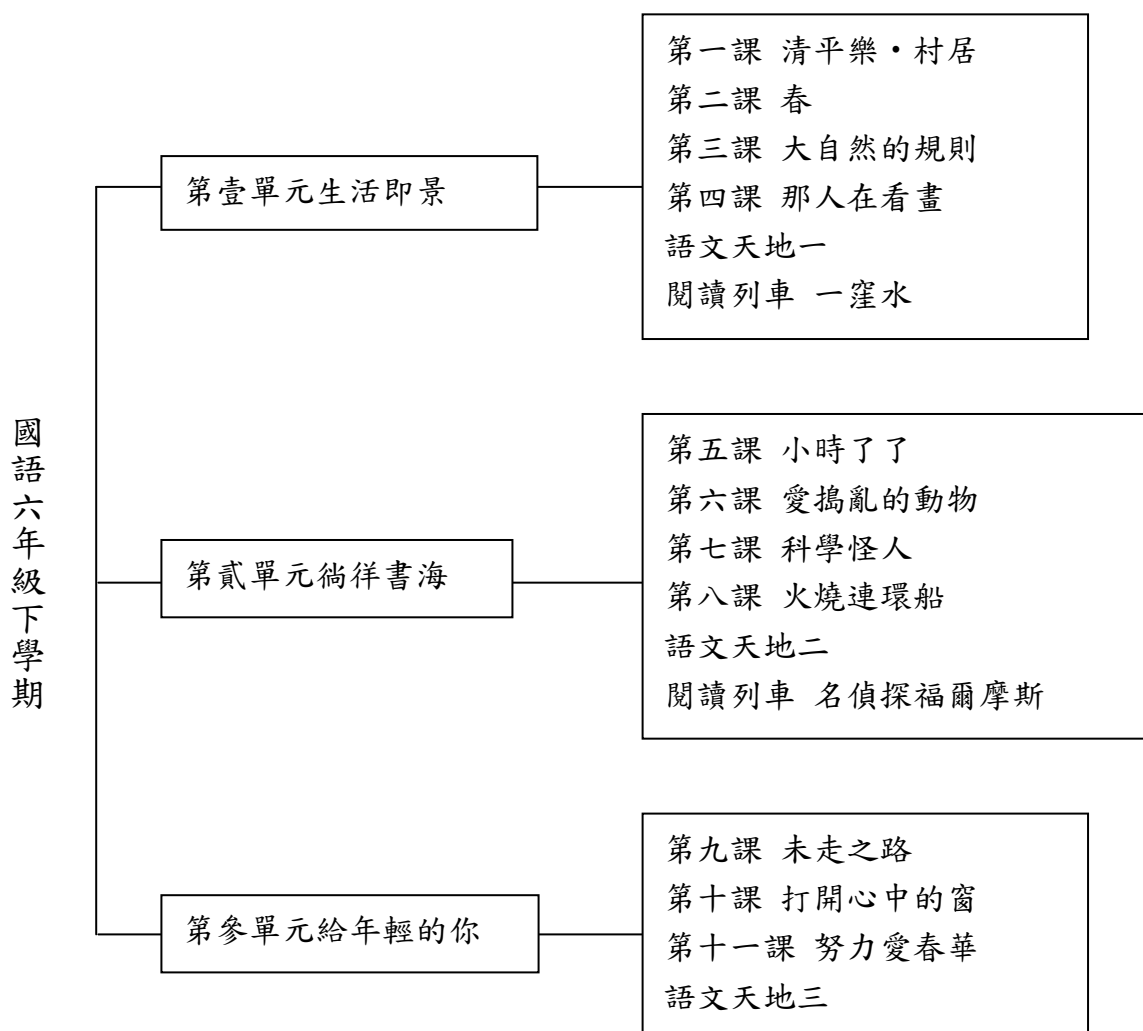 國語六年級下學期
第壹單元生活即景
第一課 清平樂・村居
第二課 春
第三課 大自然的規則
第四課 那人在看畫
語文天地一
閱讀列車 一窪水
第貳單元徜徉書海
第五課 小時了了
第六課 愛搗亂的動物
第七課 科學怪人
第八課 火燒連環船
語文天地二
閱讀列車 名偵探福爾摩斯
第參單元給年輕的你
第九課 未走之路
第十課 打開心中的窗
第十一課 努力愛春華
語文天地三